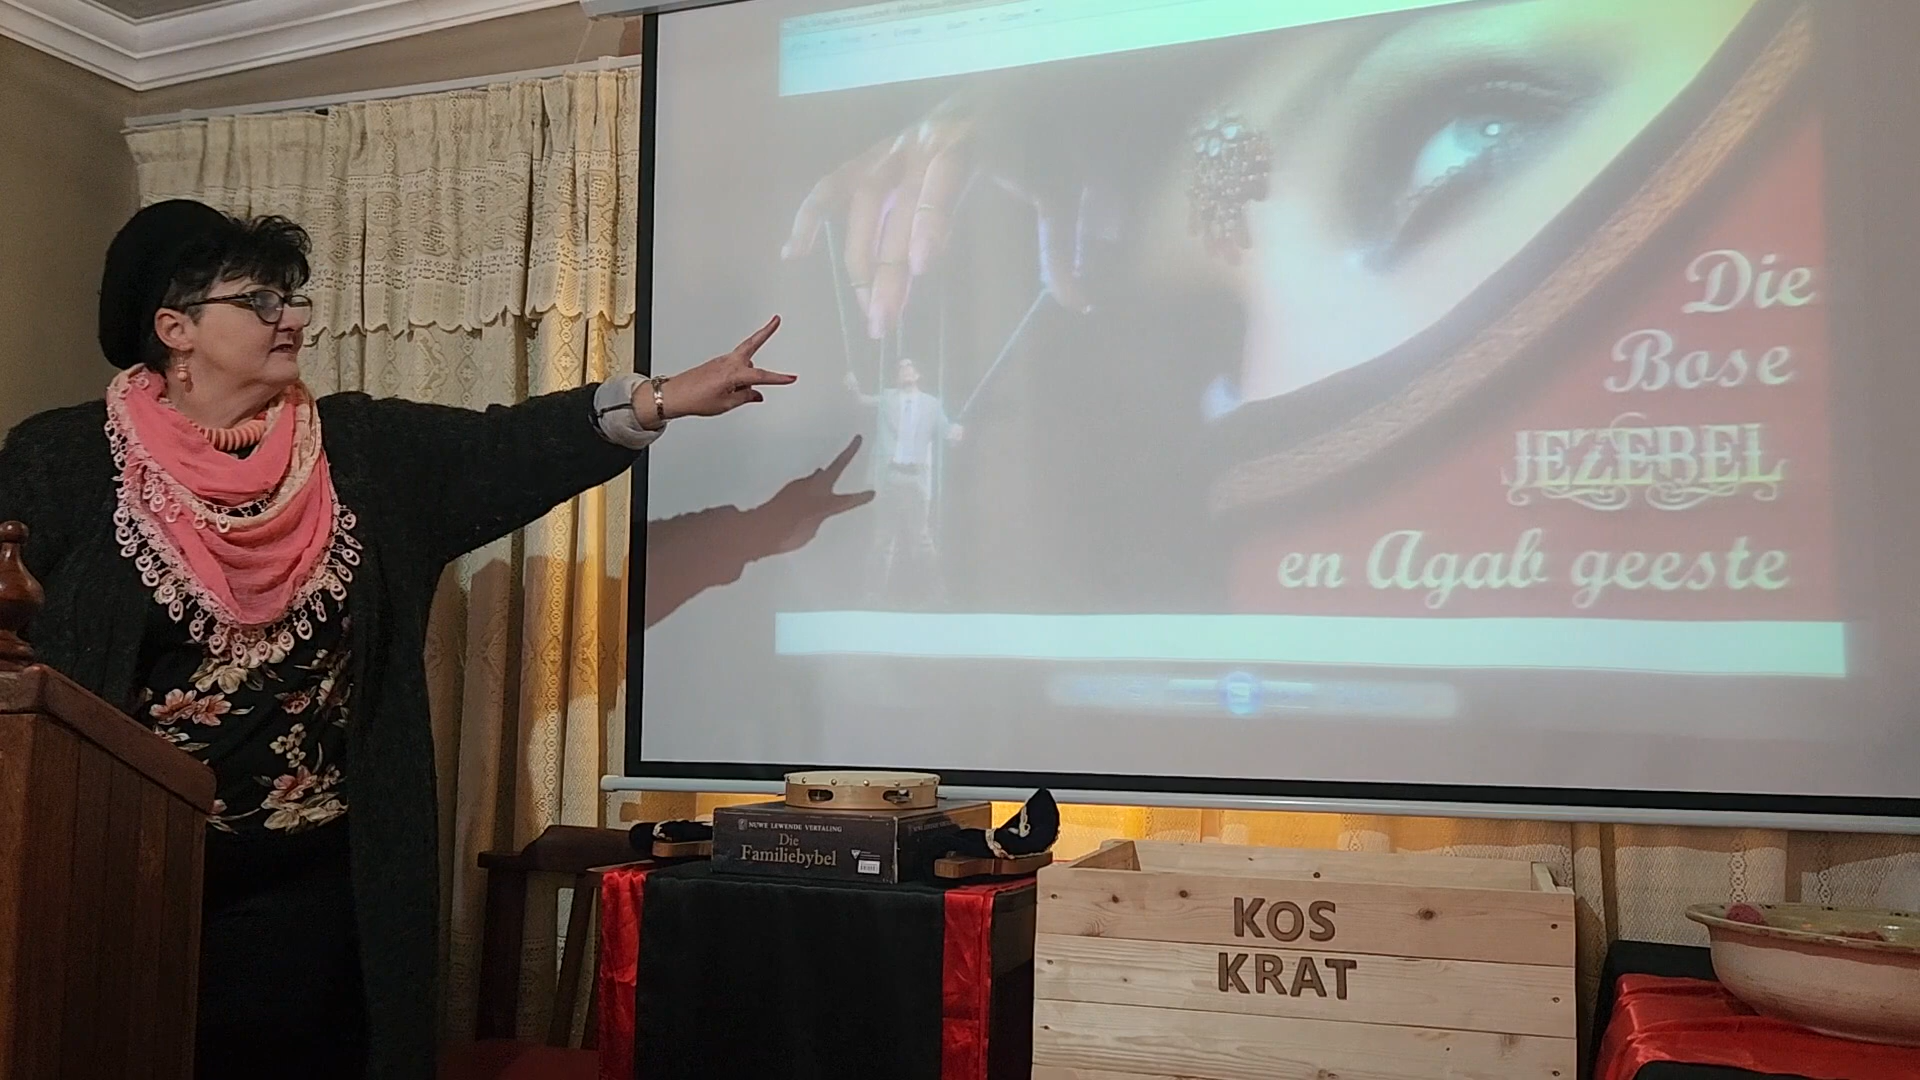 Die
Bose
JEZEBEL
en Agab geeste
NUWE LEWENDE VERTALING
Die
Familiebybel
KOS
KRAT